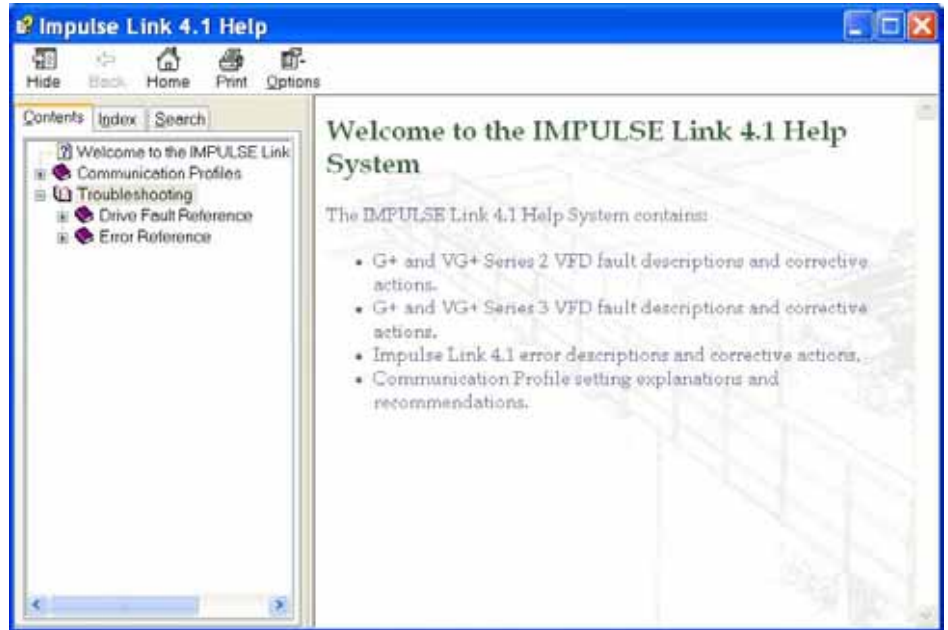 Impulse Link 4.1 Help
Hide Back Home Print Options
Contents Index Search
Welcome to the IMPULSE Link
Communication Profiles
Troubleshooting
Drive Fault Reference
Error Reference
Welcome to the IMPULSE Link 4.1 Help
System
The IMPULSE Link 4.1 Help System contains:
• G+ and VG+ Series 2 VFD fault descriptions and corrective
actions.
• G+ and VG+ Series 3 VFD fault descriptions and corrective
actions.
• Impulse Link 4.1 error descriptions and corrective actions.
• Communication Profile setting explanations and
recommendations.